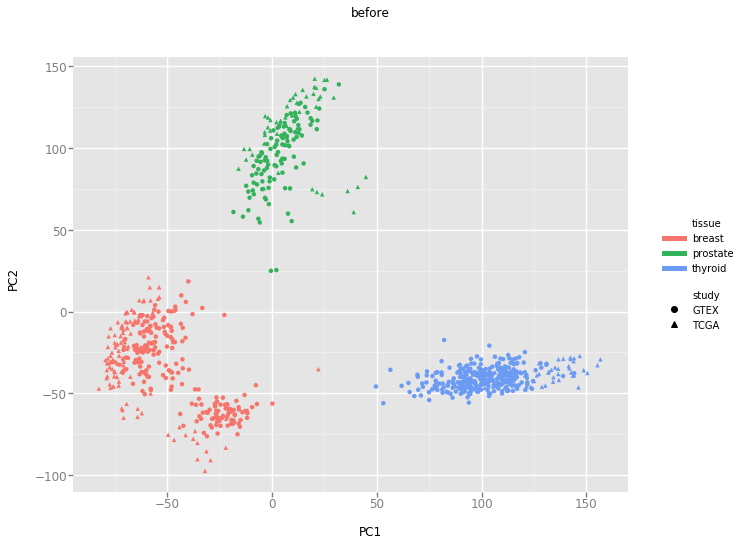 before
150
100
50
0
−50
−100
PC2
−50
0
50
100
150
PC1
tissue
breast
prostate
thyroid
study
GTEX
TCGA